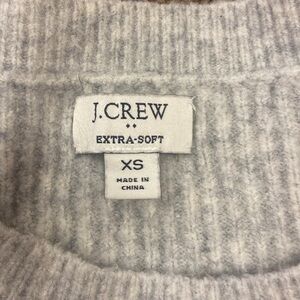 J.CREW
EXTRA-SOFT
XS
MADE IN
CHINA